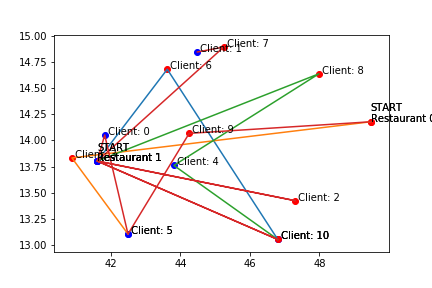 15.00
14.75
14.50
14.25
14.00
13.75
13.50
13.25
13.00
42
44
46
48
Client: 7
Client: 1
Client: 6
Client: 8
START
Restaurant 0
Client: 0
Client: 9
START
Restaurant 1
Client:
Client: 4
Client: 2
Client: 5
Client: 10